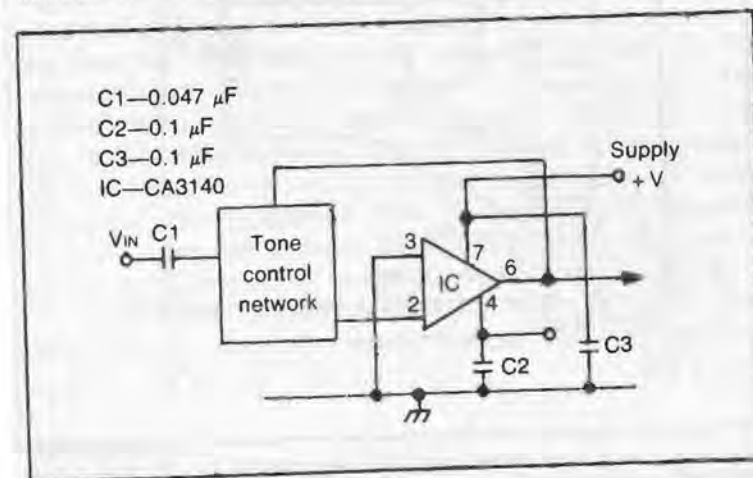 C1—0.047 µF
C2—0.1 µF
C3—0.1 µF
IC—CA3140
Supply
+ V
VIN
C1
Tone
control
network
3
7
6
IC
2
4
C2
C3